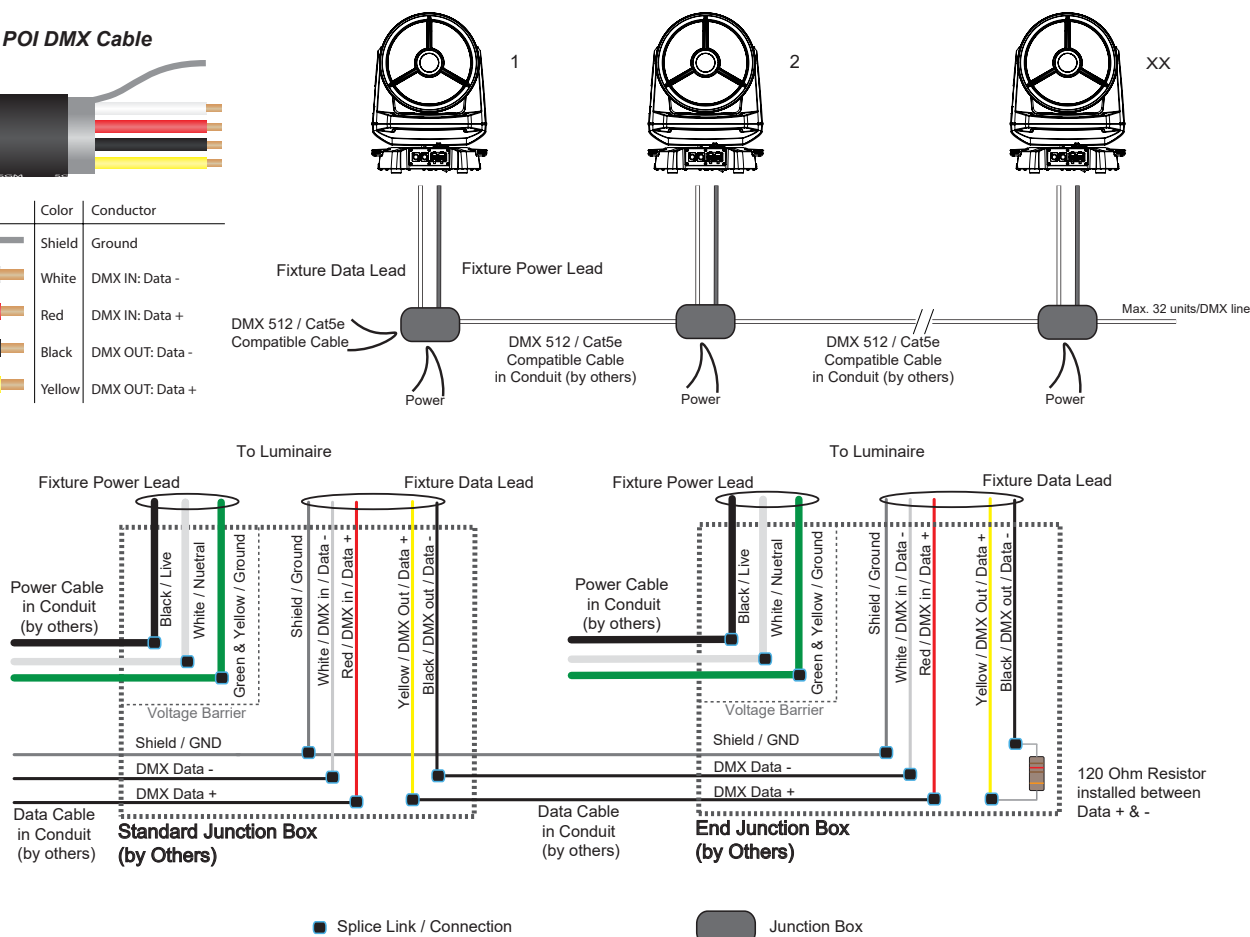 POI DMX Cable
Color Conductor
Shield Ground
White DMX IN: Data -
Red DMX IN: Data +
Black DMX OUT: Data -
Yellow DMX OUT: Data +
1
2
XX
Fixture Data Lead
Fixture Power Lead
DMX 512 / Cat5e
Compatible Cable
DMX 512 / Cat5e
Compatible Cable
in Conduit (by others)
DMX 512 / Cat5e
Compatible Cable
in Conduit (by others)
Max. 32 units/DMX line
Power
Power
Power
To Luminaire
Fixture Power Lead
Fixture Data Lead
Power Cable
in Conduit
(by others)
Black / Live
White / Nuetral
Green & Yellow / Ground
Shield / Ground
White / DMX in / Data -
Red / DMX in / Data +
Yellow / DMX Out / Data +
Black / DMX out / Data -
Voltage Barrier
Shield / GND
DMX Data -
DMX Data +
Data Cable
in Conduit
(by others)
Standard Junction Box
(by Others)
To Luminaire
Fixture Power Lead
Fixture Data Lead
Power Cable
in Conduit
(by others)
Black / Live
White / Nuetral
Green & Yellow / Ground
Shield / Ground
White / DMX in / Data -
Red / DMX in / Data +
Yellow / DMX Out / Data +
Black / DMX out / Data -
Voltage Barrier
Shield / GND
DMX Data -
DMX Data +
Data Cable
in Conduit
(by others)
End Junction Box
(by Others)
120 Ohm Resistor
installed between
Data + & -
Splice Link / Connection
Junction Box